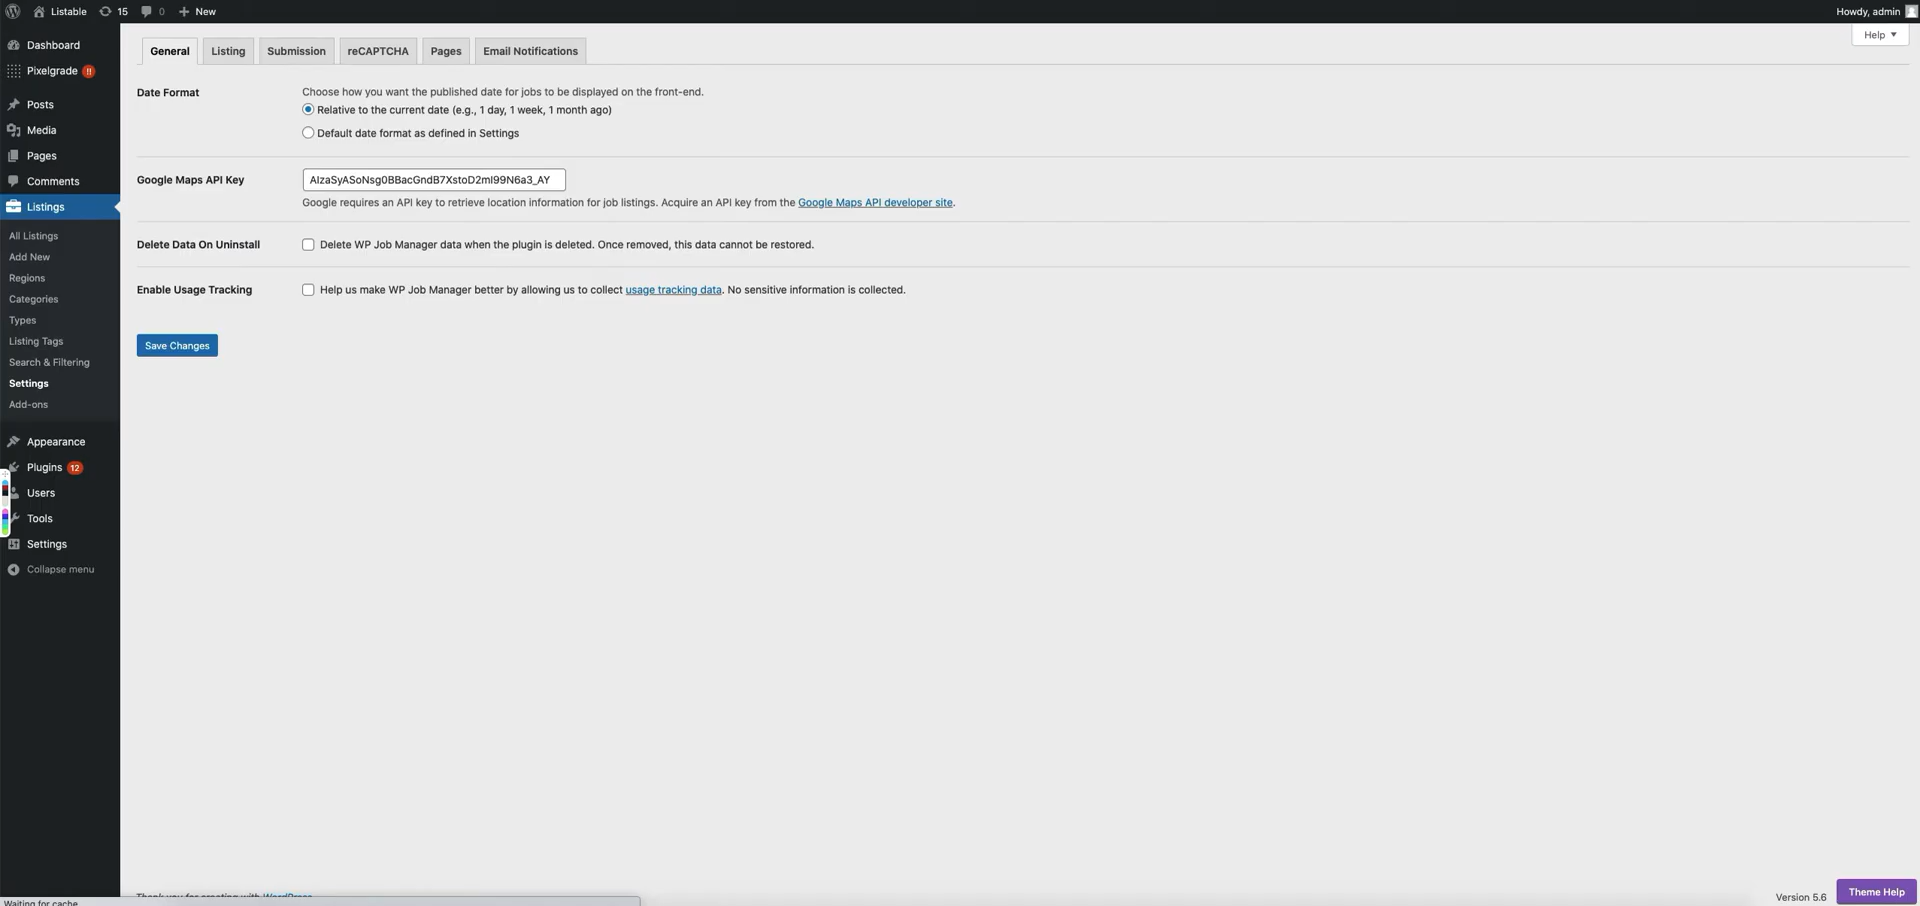 Listable 15 0 New Howdy, admin
Help
Dashboard
Pixelgrade !!
Posts
Media
Pages
Comments
Listings
All Listings
Add New
Regions
Categories
Types
Listing Tags
Search & Filtering
Settings
Add-ons
Appearance
Plugins 12
Users
Tools
Settings
Collapse menu
General Listing Submission reCAPTCHA Pages Email Notifications
Date Format
Choose how you want the published date for jobs to be displayed on the front-end.
Relative to the current date (e.g., 1 day, 1 week, 1 month ago)
Default date format as defined in Settings
Google Maps API Key
AIzaSyASoNsg0BBacGndB7XstoD2mI99N6a3_AY
Google requires an API key to retrieve location information for job listings. Acquire an API key from the Google Maps API developer site.
Delete Data On Uninstall
Delete WP Job Manager data when the plugin is deleted. Once removed, this data cannot be restored.
Enable Usage Tracking
Help us make WP Job Manager better by allowing us to collect usage tracking data. No sensitive information is collected.
Save Changes
Thank you for creating with WordPress.
Version 5.6
Theme Help
Waiting for cache